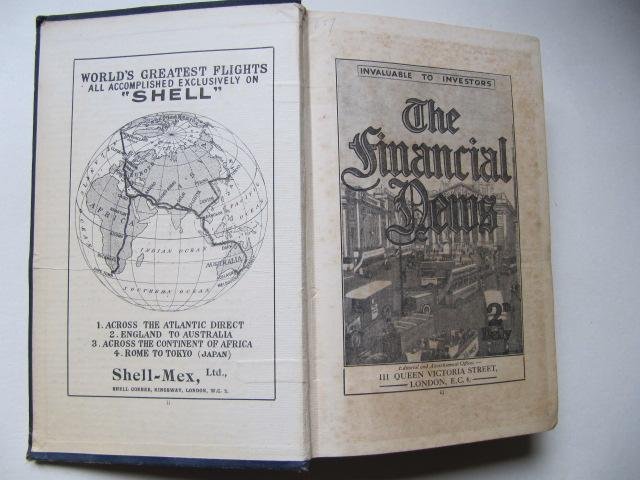 WORLD'S GREATEST FLIGHTS
ALL ACCOMPLISHED EXCLUSIVELY ON
"SHELL"
AFRICA
INDIAN OCEAN
AUSTRALIA
SOUTHERN OCEAN
1. ACROSS THE ATLANTIC DIRECT
2. ENGLAND TO AUSTRALIA
3. ACROSS THE CONTINENT OF AFRICA
4. ROME TO TOKYO (JAPAN)
Shell-Mex, Ltd.,
SHELL CORNER, KINGSWAY, LONDON, W.C. 2.
ii
INVALUABLE TO INVESTORS
The
Financial
News
2D
Daily
Editorial and Advertisement Offices:—
111 QUEEN VICTORIA STREET,
LONDON, E.C. 4.